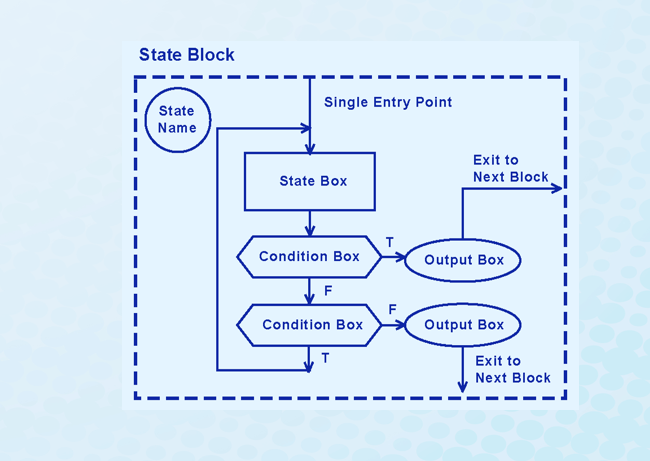 State Block
Single Entry Point
State
Name
State Box
Exit to
Next Block
Condition Box
T
Output Box
F
Condition Box
F
Output Box
T
Exit to
Next Block